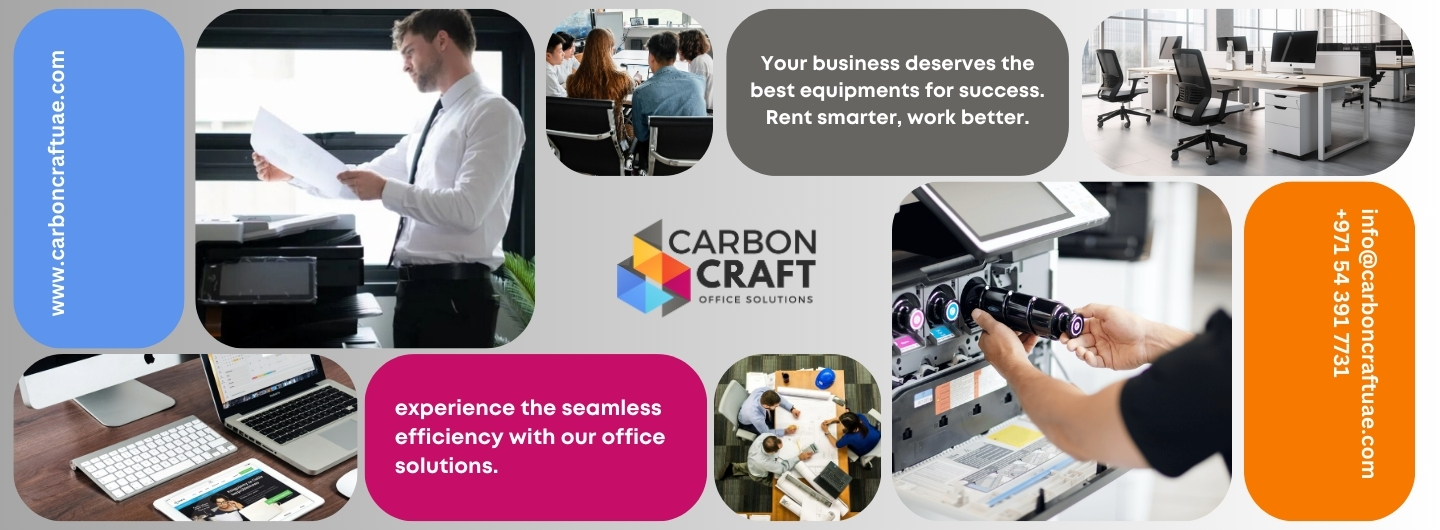 www.carboncraftuae.com
Your business deserves the
best equipments for success.
Rent smarter, work better.
CARBON
CRAFT
OFFICE SOLUTIONS
info@carboncraftuae.com
+971 54 391 7731
experience the seamless
efficiency with our office
solutions.